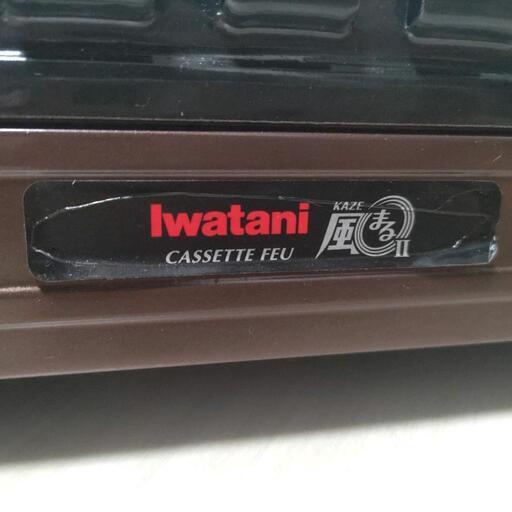 Iwatani
CASSETTE FEU
KAZE
風まるII